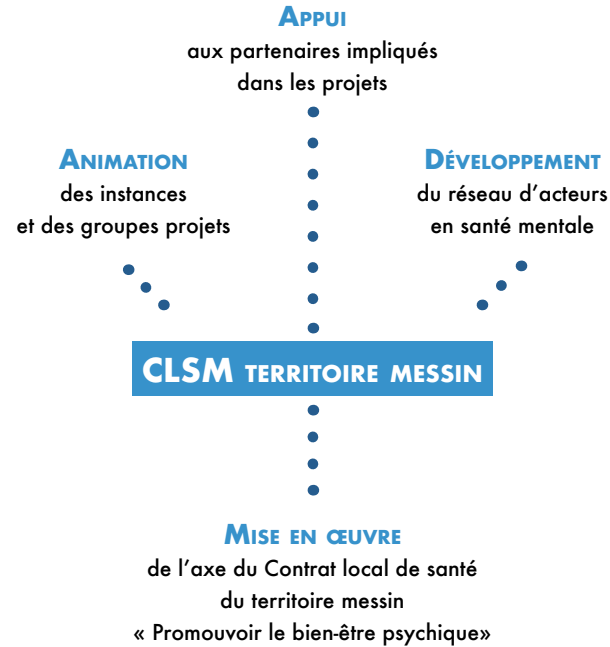 Appui
aux partenaires impliqués
dans les projets
Animation
des instances
et des groupes projets
Développement
du réseau d'acteurs
en santé mentale
CLSM territoire messin
Mise en œuvre
de l'axe du Contrat local de santé
du territoire messin
« Promouvoir le bien-être psychique»